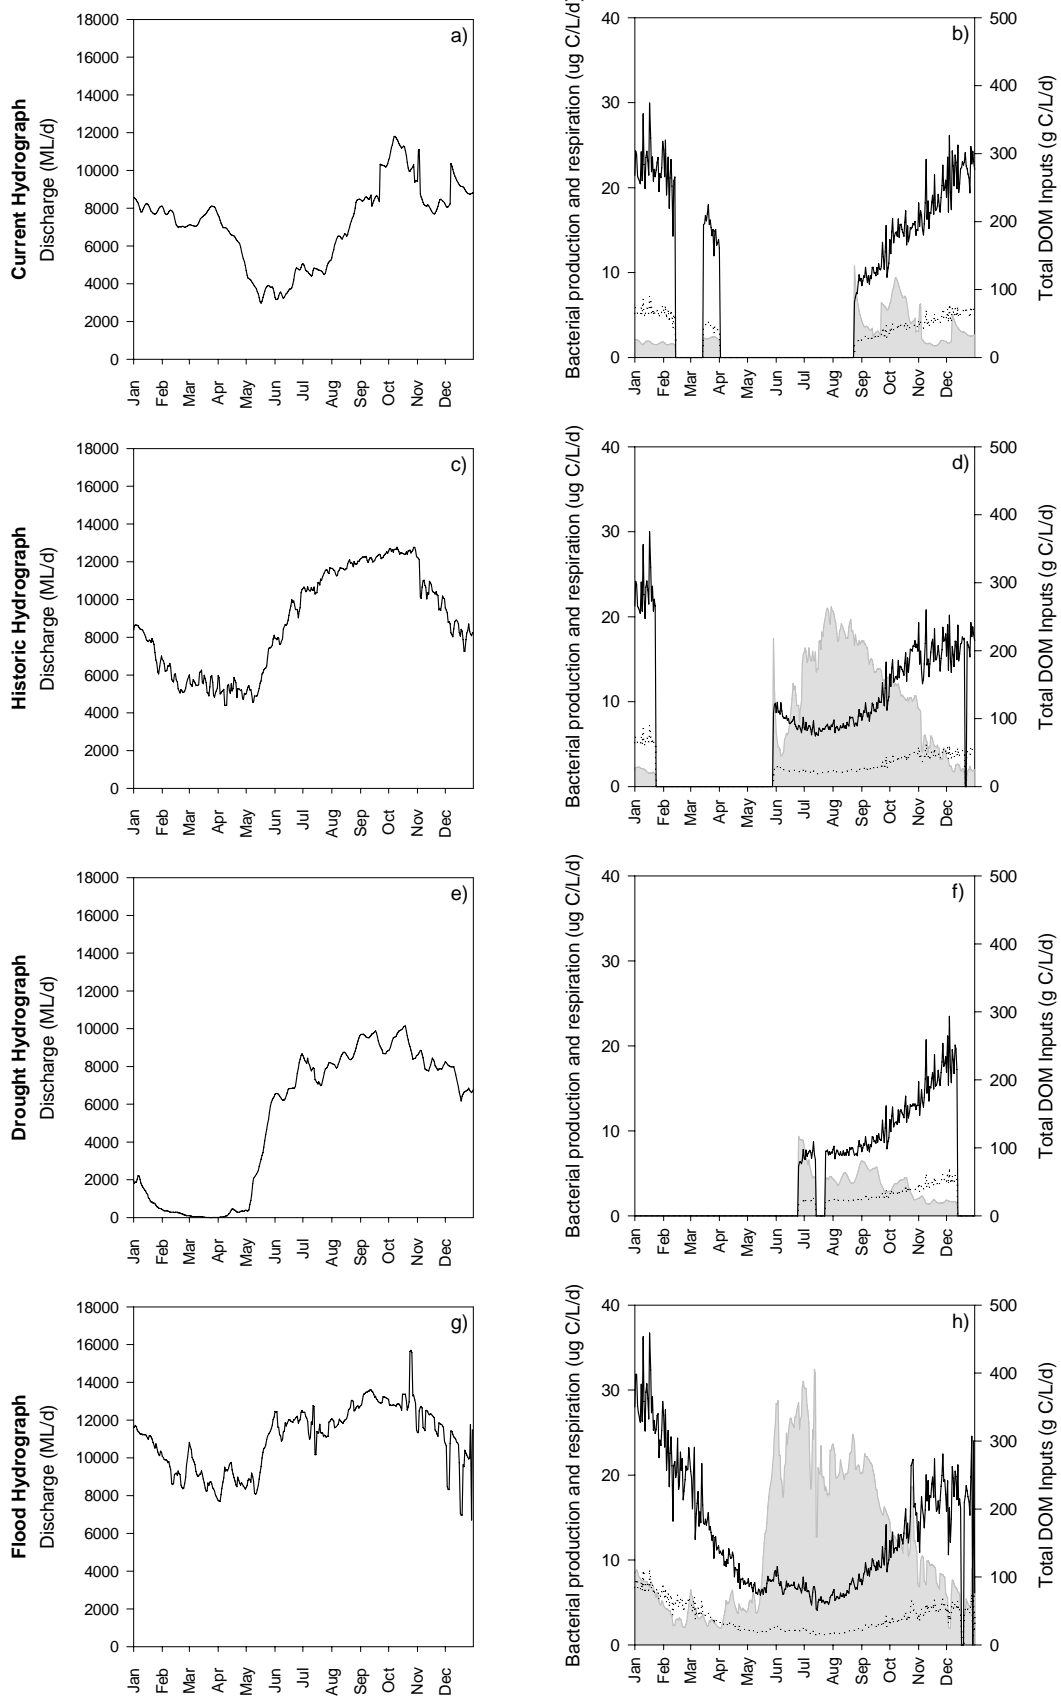 Current Hydrograph
Discharge (ML/d)
18000
16000
14000
12000
10000
8000
6000
4000
2000
0
a)
Jan Feb Mar Apr May Jun Jul Aug Sep Oct Nov Dec
Bacterial production and respiration (ug C/L/d)
40
30
20
10
0
b)
500
400
300
200
100
0
Total DOM Inputs (g C/L/d)
Jan Feb Mar Apr May Jun Jul Aug Sep Oct Nov Dec
Historic Hydrograph
Discharge (ML/d)
18000
16000
14000
12000
10000
8000
6000
4000
2000
0
c)
Jan Feb Mar Apr May Jun Jul Aug Sep Oct Nov Dec
Bacterial production and respiration (ug C/L/d)
40
30
20
10
0
d)
500
400
300
200
100
0
Total DOM Inputs (g C/L/d)
Jan Feb Mar Apr May Jun Jul Aug Sep Oct Nov Dec
Drought Hydrograph
Discharge (ML/d)
18000
16000
14000
12000
10000
8000
6000
4000
2000
0
e)
Jan Feb Mar Apr May Jun Jul Aug Sep Oct Nov Dec
Bacterial production and respiration (ug C/L/d)
40
30
20
10
0
f)
500
400
300
200
100
0
Total DOM Inputs (g C/L/d)
Jan Feb Mar Apr May Jun Jul Aug Sep Oct Nov Dec
Flood Hydrograph
Discharge (ML/d)
18000
16000
14000
12000
10000
8000
6000
4000
2000
0
g)
Jan Feb Mar Apr May Jun Jul Aug Sep Oct Nov Dec
Bacterial production and respiration (ug C/L/d)
40
30
20
10
0
h)
500
400
300
200
100
0
Total DOM Inputs (g C/L/d)
Jan Feb Mar Apr May Jun Jul Aug Sep Oct Nov Dec